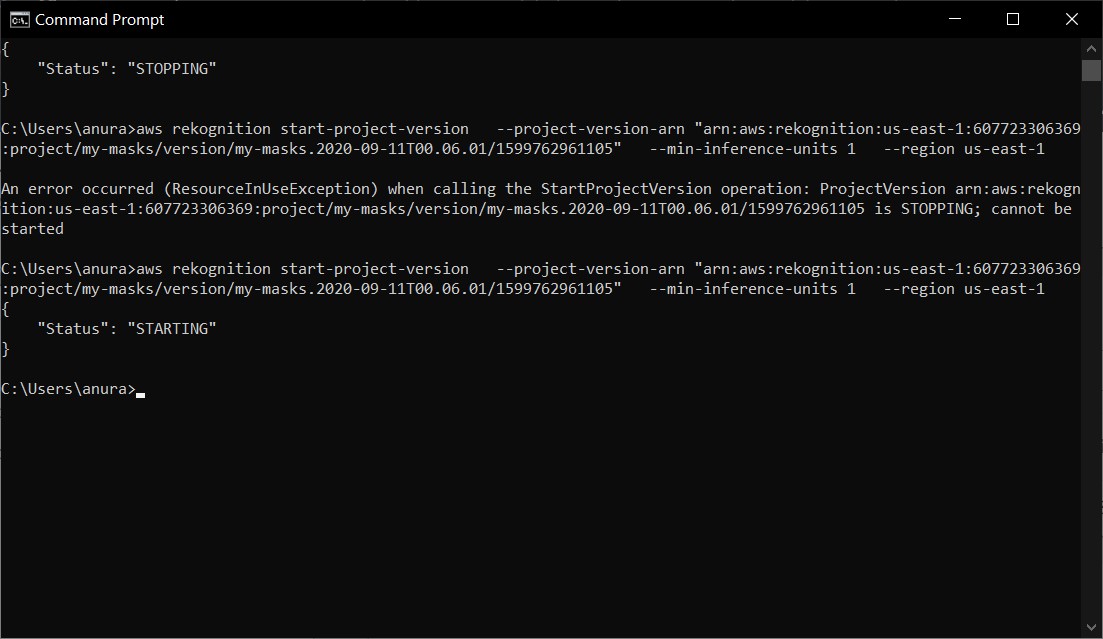 Command Prompt
{
    "Status": "STOPPING"
}
C:\Users\anura>aws rekognition start-project-version   --project-version-arn "arn:aws:rekognition:us-east-1:607723306369
:project/my-masks/version/my-masks.2020-09-11T00.06.01/1599762961105"   --min-inference-units 1   --region us-east-1
An error occurred (ResourceInUseException) when calling the StartProjectVersion operation: ProjectVersion arn:aws:rekogn
ition:us-east-1:607723306369:project/my-masks/version/my-masks.2020-09-11T00.06.01/1599762961105 is STOPPING; cannot be
started
C:\Users\anura>aws rekognition start-project-version   --project-version-arn "arn:aws:rekognition:us-east-1:607723306369
:project/my-masks/version/my-masks.2020-09-11T00.06.01/1599762961105"   --min-inference-units 1   --region us-east-1
{
    "Status": "STARTING"
}
C:\Users\anura>